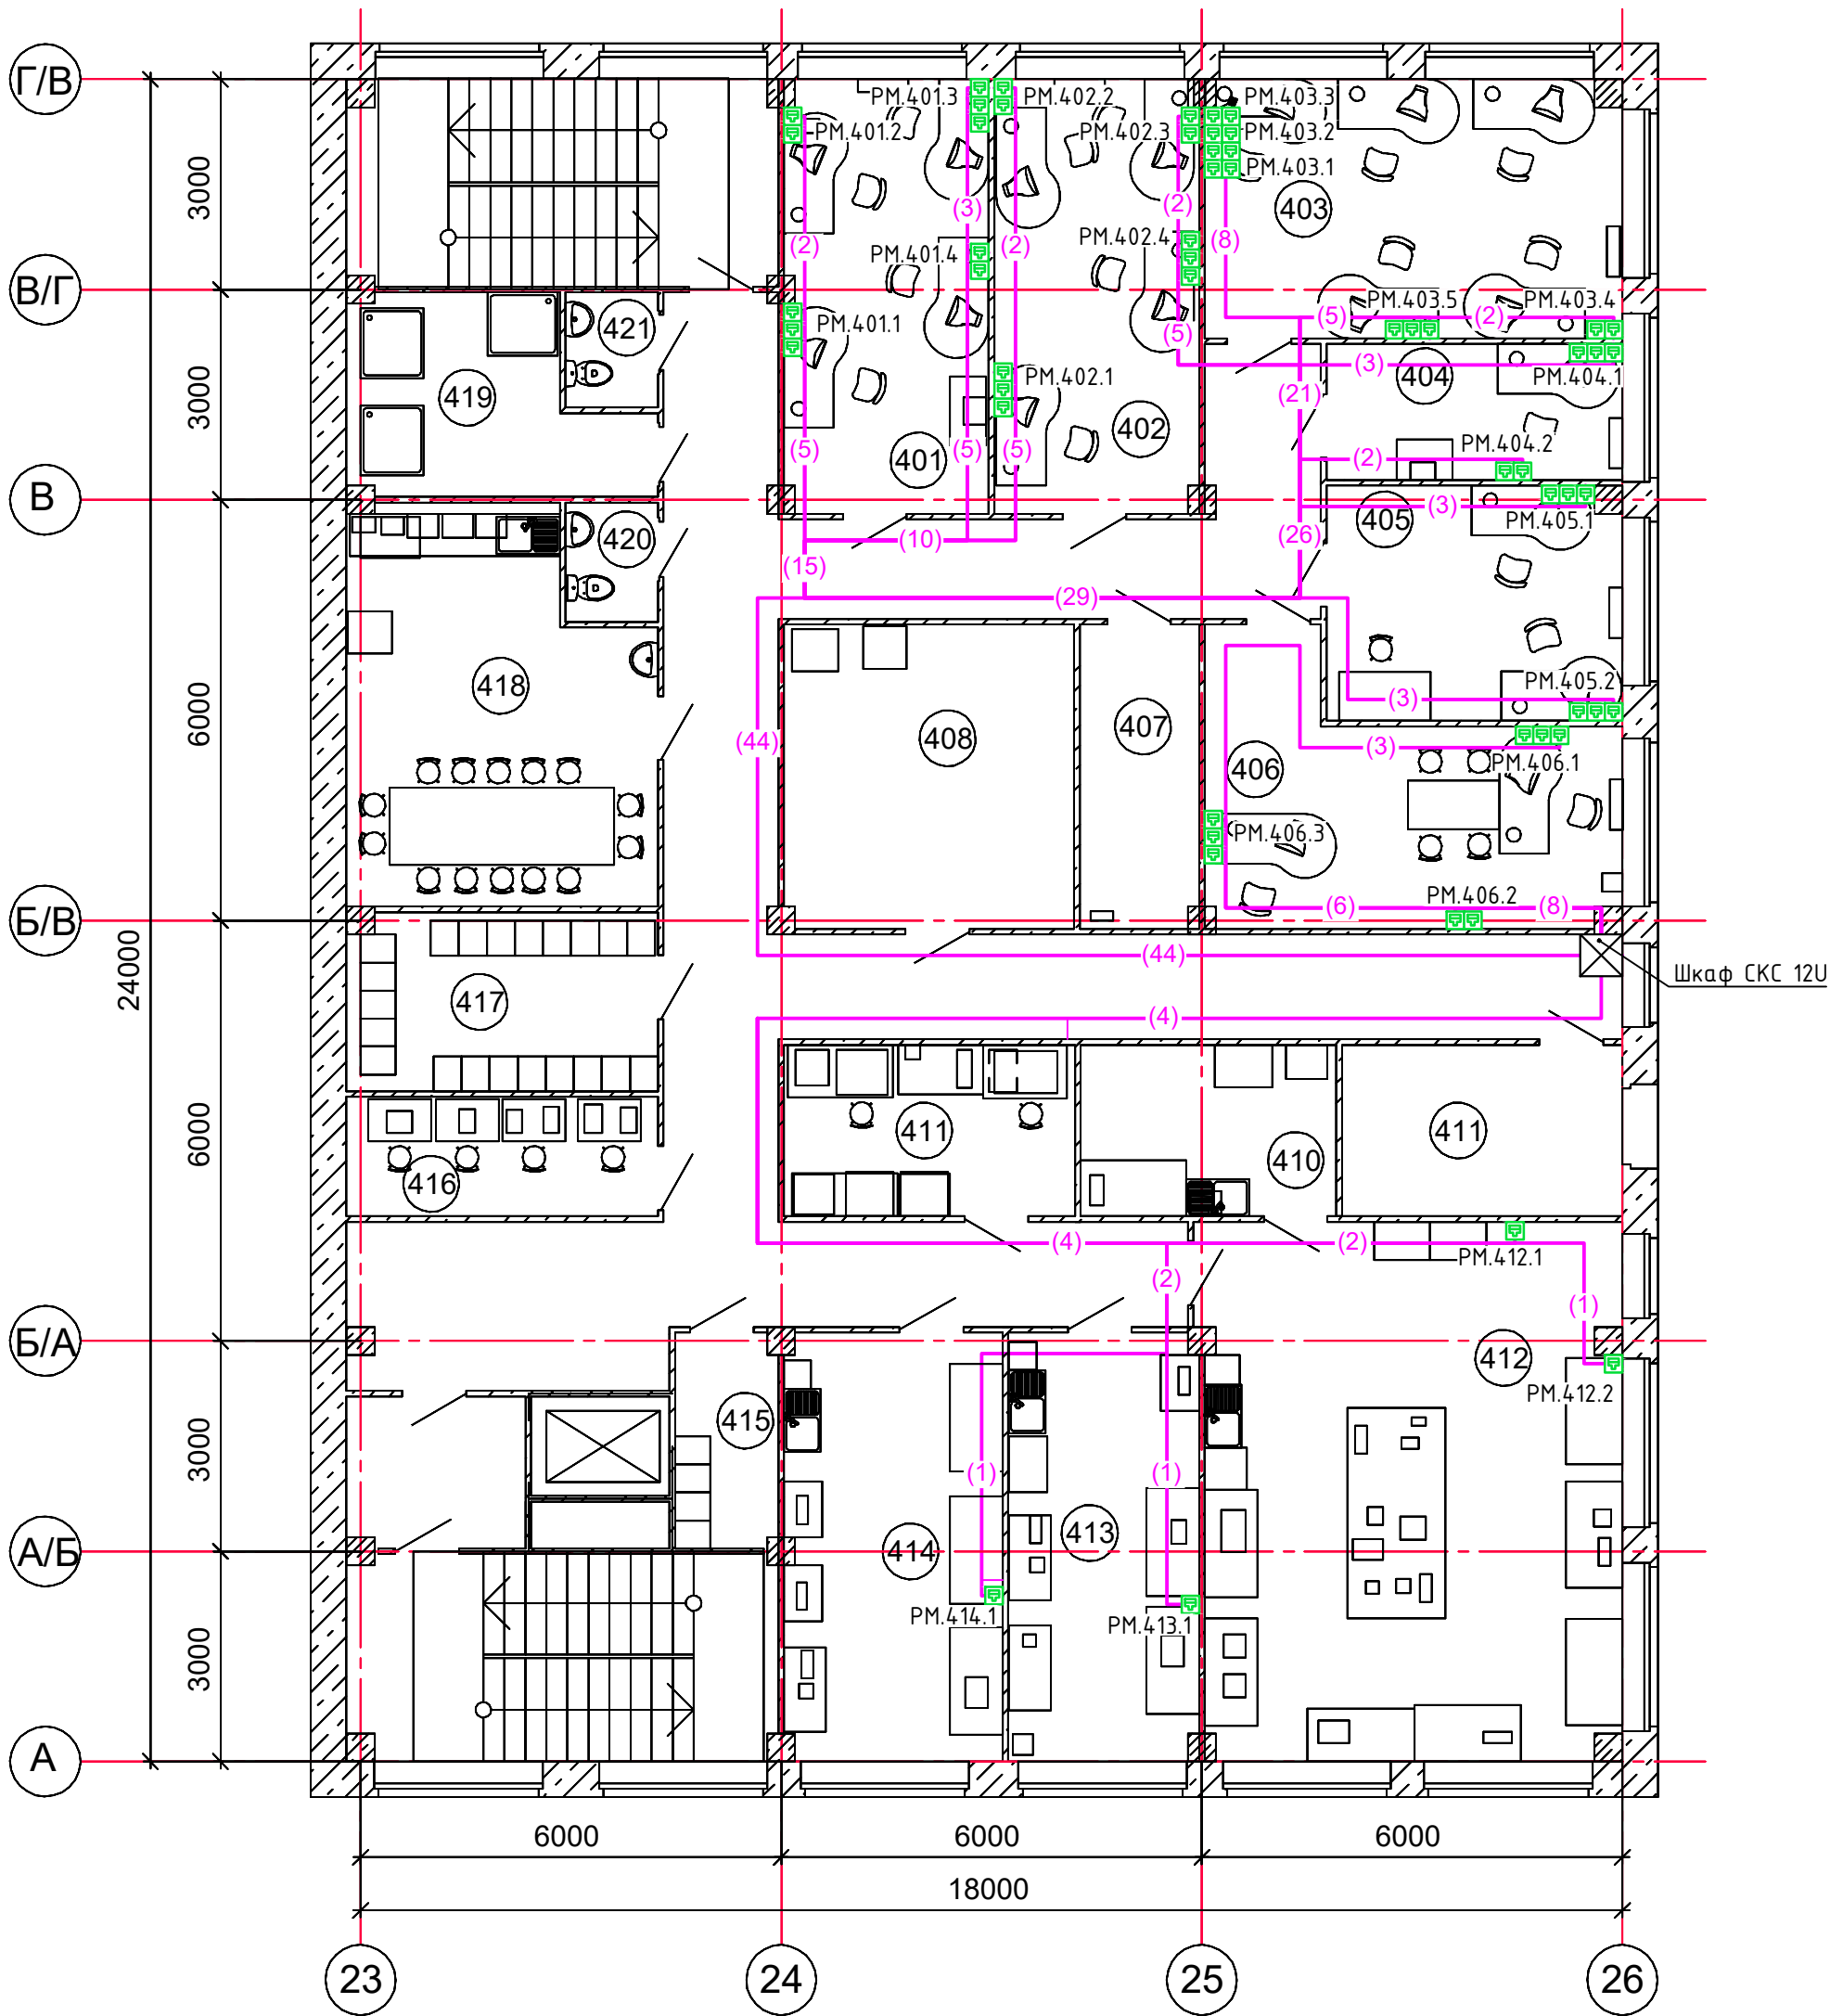 Г/В
РМ.401.3
РМ.402.2
РМ.403.3
РМ.401.2
РМ.402.3
РМ.403.2
РМ.403.1
3000
(3)
(2)
403
(2)
(2)
(8)
РМ.401.4
РМ.402.4
В/Г
РМ.403.5
РМ.403.4
421
РМ.401.1
(5)
(5)
(2)
404
(3)
РМ.404.1
РМ.402.1
3000
419
(21)
402
401
(5)
(5)
(5)
РМ.404.2
(2)
В
405
(3)
РМ.405.1
420
(10)
(26)
(15)
(29)
418
РМ.405.2
(3)
6000
(44)
408
407
406
(3)
РМ.406.1
РМ.406.3
РМ.406.2
(6)
(8)
Б/В
24000
(44)
Шкаф СКС 12U
417
(4)
6000
411
410
411
416
(4)
(2)
РМ.412.1
(2)
(1)
Б/А
412
РМ.412.2
415
3000
(1)
(1)
А/Б
414
413
РМ.414.1
РМ.413.1
3000
А
6000
6000
6000
18000
23
24
25
26